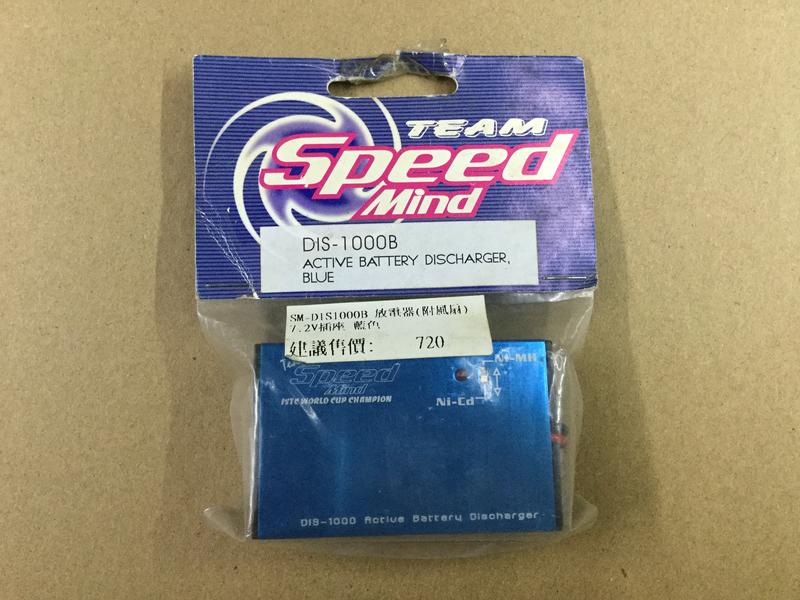 TEAM
Speed
Mind
DIS-1000B
ACTIVE BATTERY DISCHARGER,
BLUE
SM-DIS1000B 放電器(附風扇)
7.2V插座 藍色
建議售價: 720
Speed
Mind
Ni-MH
Ni-Cd
ISTC WORLD CUP CHAMPION
DIS-1000 Active Battery Discharger